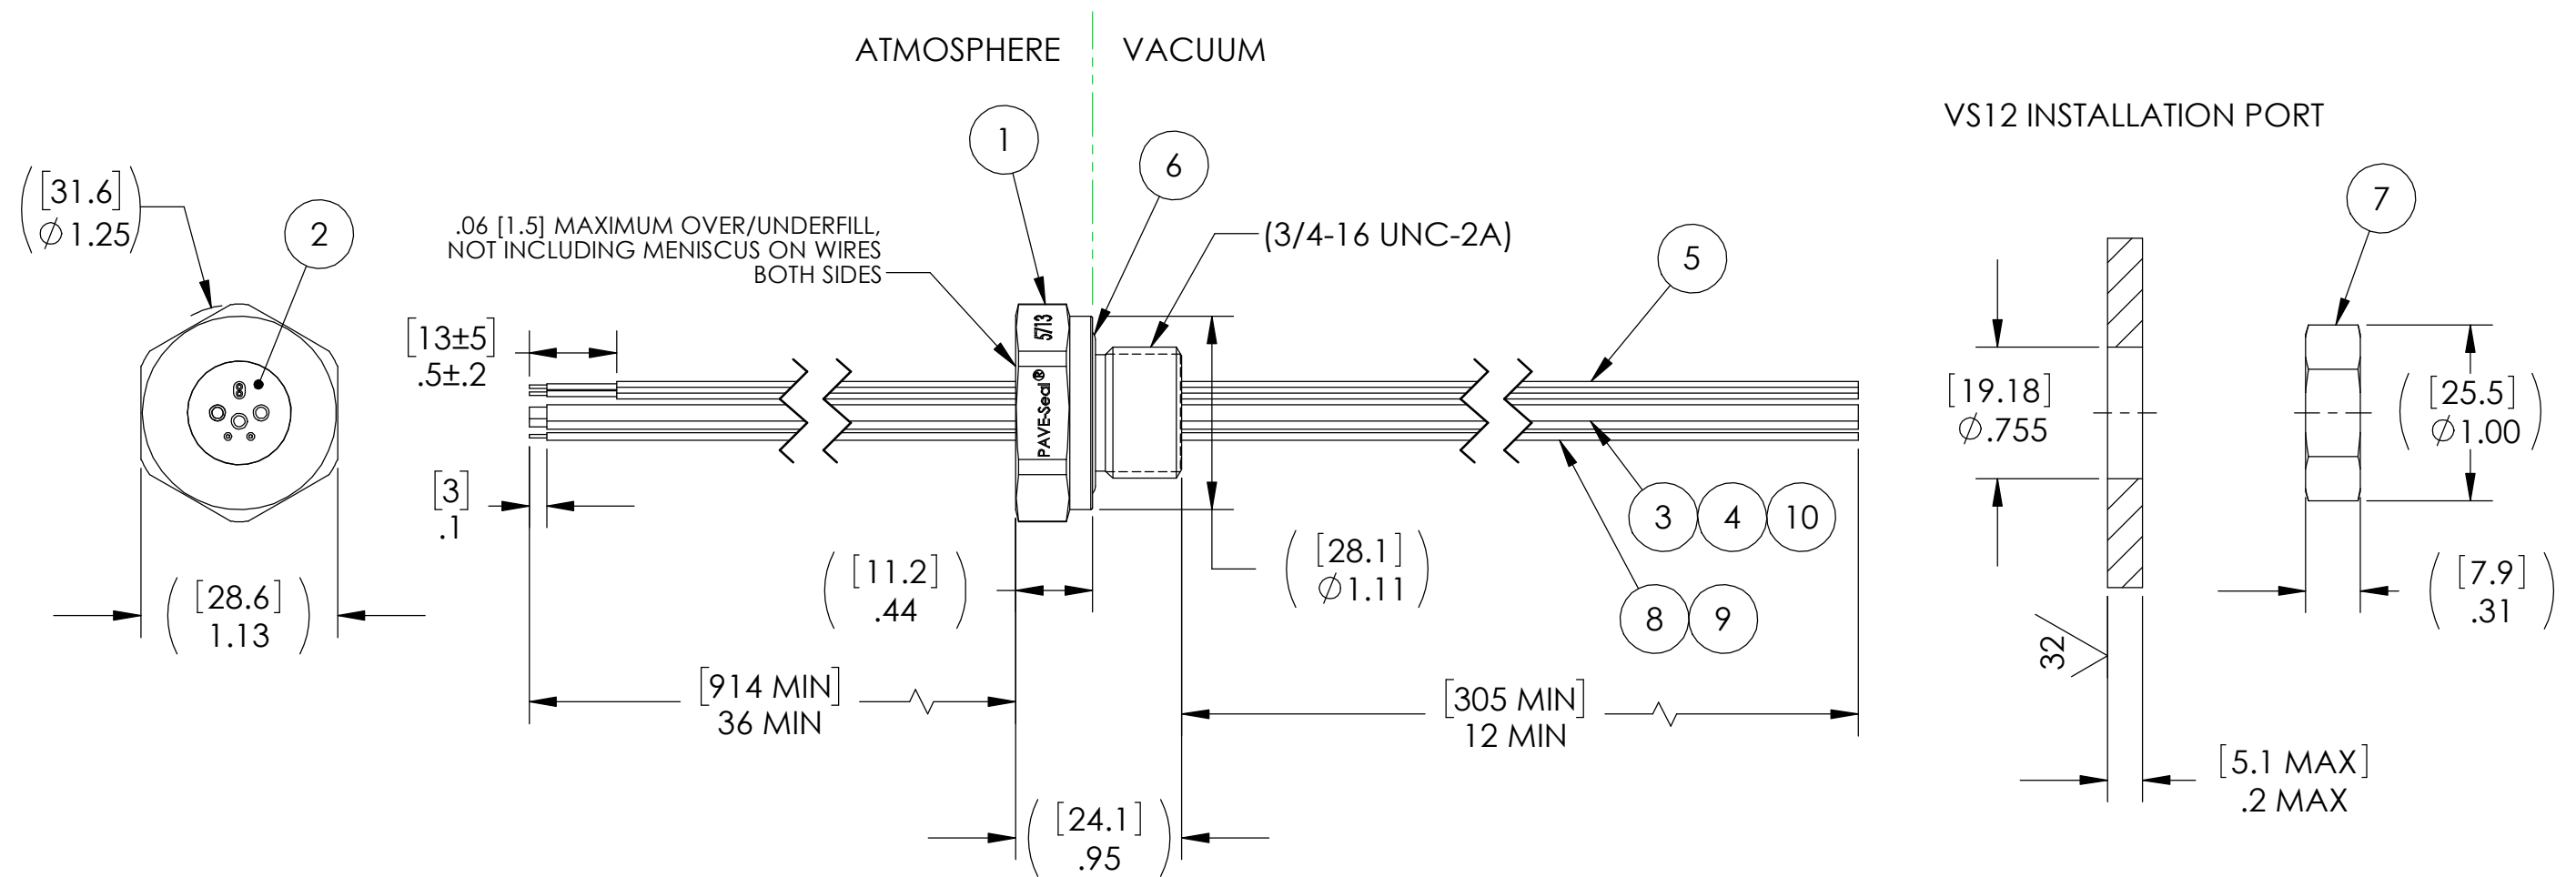 ATMOSPHERE
VACUUM
VS12 INSTALLATION PORT
1
6
7
2
5
[31.6]
(⌀ 1.25)
.06 [1.5] MAXIMUM OVER/UNDERFILL,
NOT INCLUDING MENISCUS ON WIRES
BOTH SIDES
(3/4-16 UNC-2A)
[13±5]
.5±.2
5713
PAVE-Seal®
[19.18]
⌀.755
([25.5]
⌀1.00)
[3]
.1
3
4
10
8
9
([28.6]
1.13)
([11.2]
.44)
([28.1]
⌀1.11)
([7.9]
.31)
32
[914 MIN]
36 MIN
[305 MIN]
12 MIN
[5.1 MAX]
.2 MAX
([24.1]
.95)